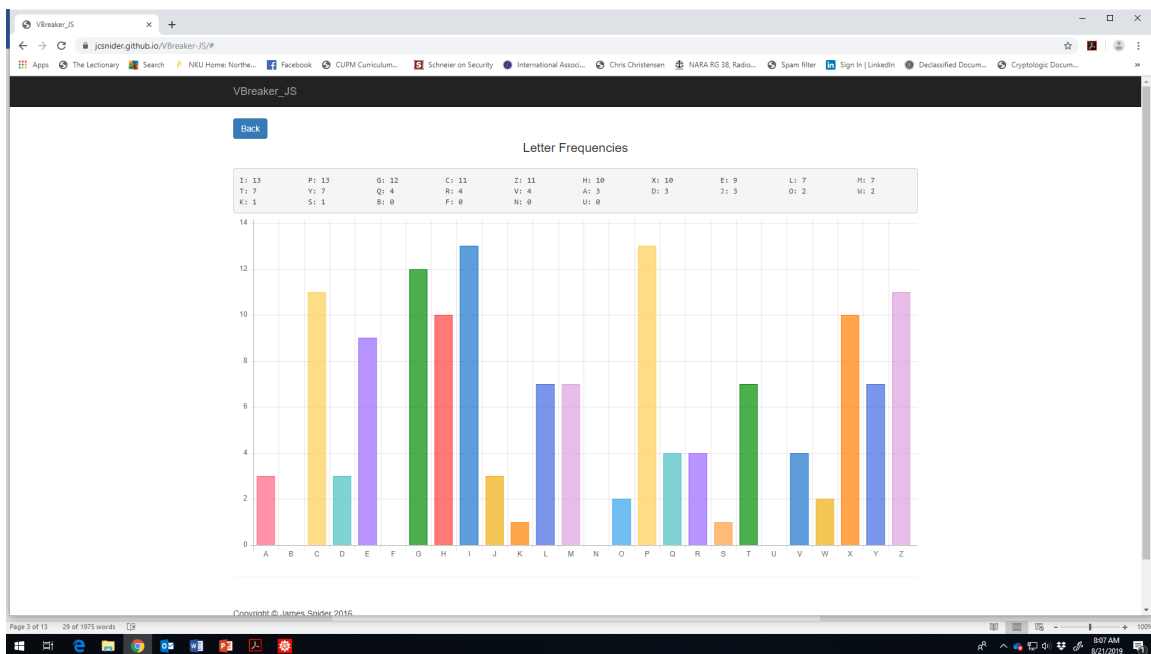 VBreaker_JS
jcsnider.github.io/VBreaker-JS/#
Apps The Lectionary Search NKU Home: Northe... Facebook CUPM Curriculum... Schneier on Security International Associ... Chris Christensen NARA RG 38, Radio... Spam filter Sign In | LinkedIn Declassified Docum... Cryptologic Docum... »
VBreaker_JS
Back
Letter Frequencies
I: 13 P: 13 G: 12 C: 11 Z: 11 H: 10 X: 10 E: 9 L: 7 M: 7
T: 7 Y: 7 Q: 4 R: 4 V: 4 A: 3 D: 3 J: 3 O: 2 W: 2
K: 1 S: 1 B: 0 F: 0 N: 0 U: 0
14
12
10
8
6
4
2
0
A B C D E F G H I J K L M N O P Q R S T U V W X Y Z
Copyright © James Snider 2016
Page 3 of 13 29 of 1975 words 100%
8:07 AM
8/21/2019